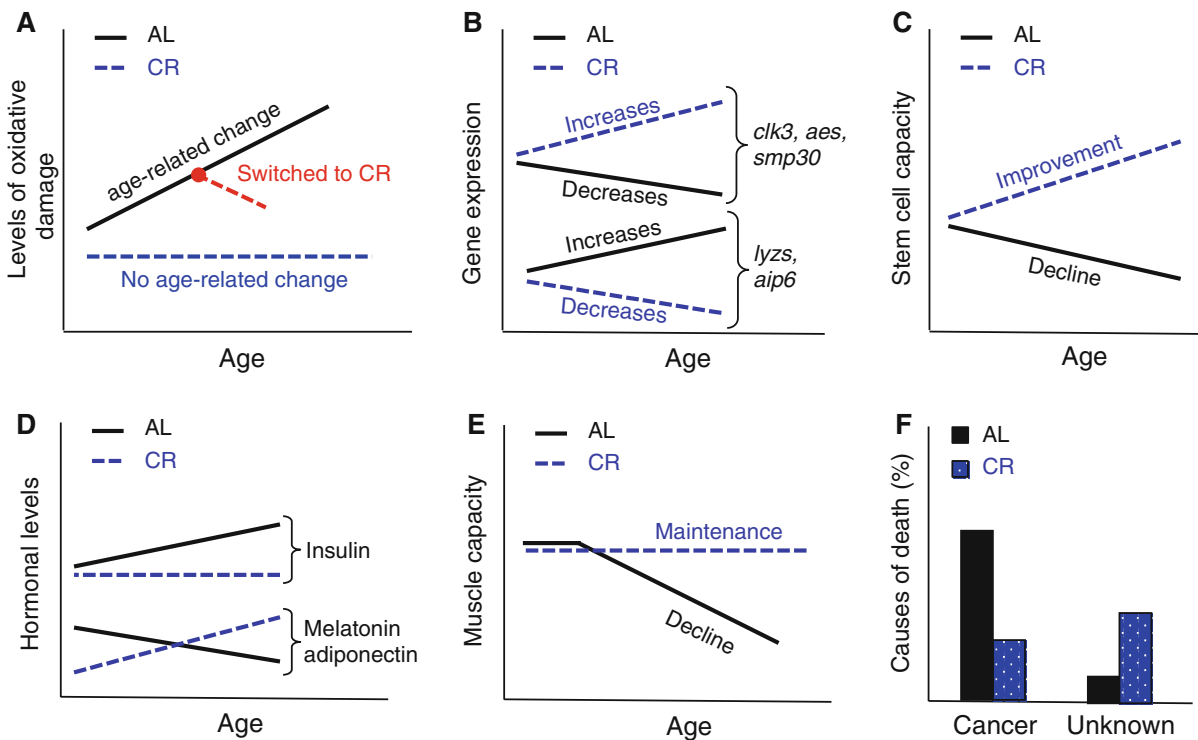 A
AL
CR
Levels of oxidative
damage
age-related change
Switched to CR
No age-related change
Age
B
AL
CR
Gene expression
Increases
Decreases
clk3, aes,
smp30
Increases
Decreases
lyzs,
aip6
Age
C
AL
CR
Stem cell capacity
Improvement
Decline
Age
D
AL
CR
Hormonal levels
Insulin
Melatonin
adiponectin
Age
E
AL
CR
Muscle capacity
Maintenance
Decline
Age
F
AL
CR
Causes of death (%)
Cancer
Unknown